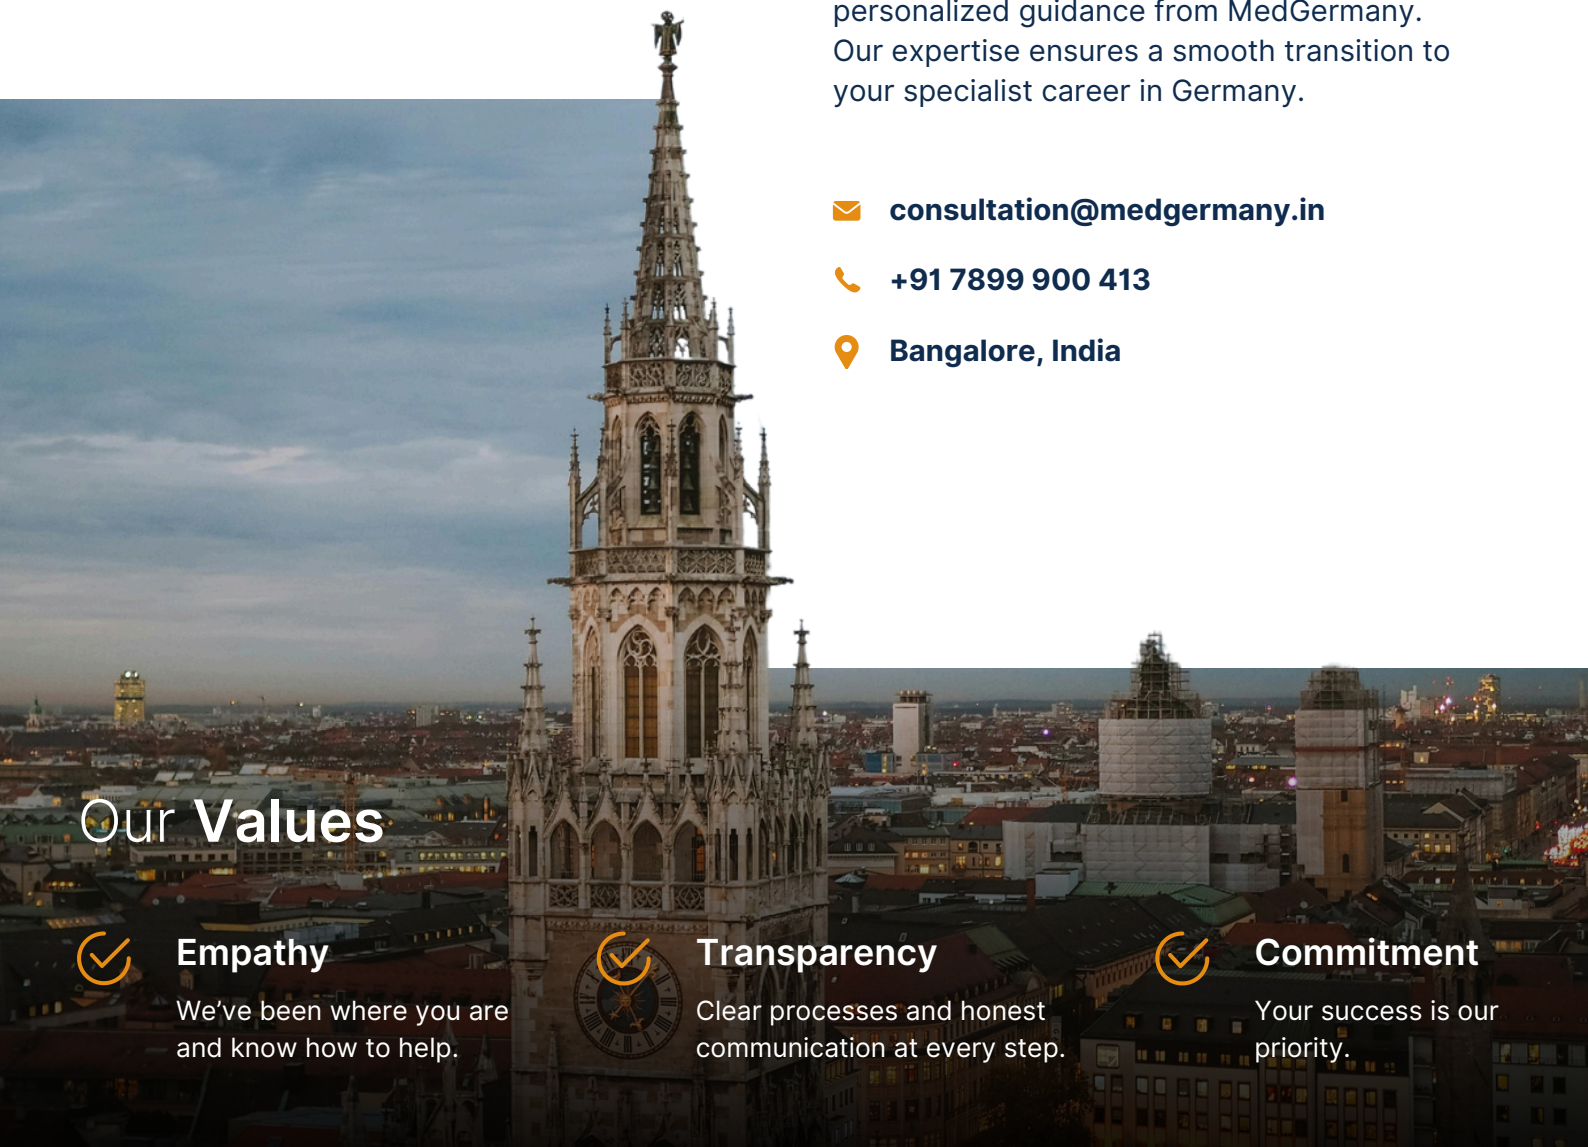 personalized guidance from MedGermany.
Our expertise ensures a smooth transition to
your specialist career in Germany.
consultation@medgermany.in
+91 7899 900 413
Bangalore, India
Our Values
Empathy
We’ve been where you are
and know how to help.
Transparency
Clear processes and honest
communication at every step.
Commitment
Your success is our
priority.